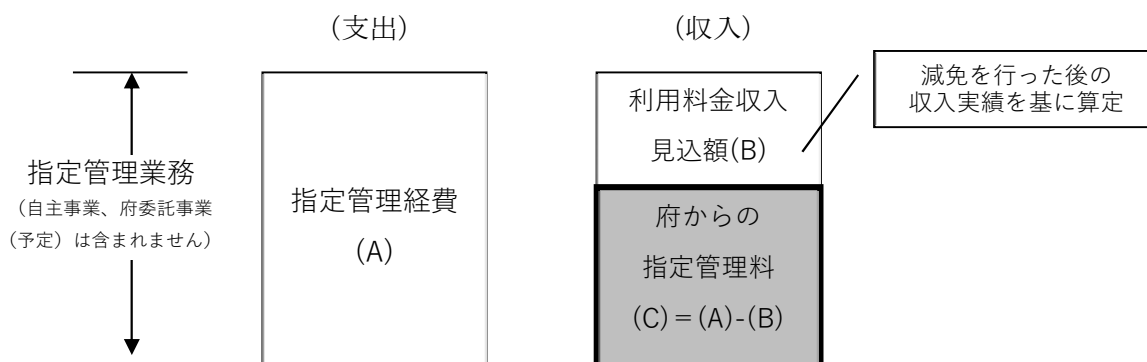 (支出)
(収入)
減免を行った後の
収入実績を基に算定
利用料金収入
見込額(B)
指定管理業務
(自主事業、府委託事業
(予定)は含まれません)
指定管理経費
(A)
府からの
指定管理料
(C)=(A)-(B)